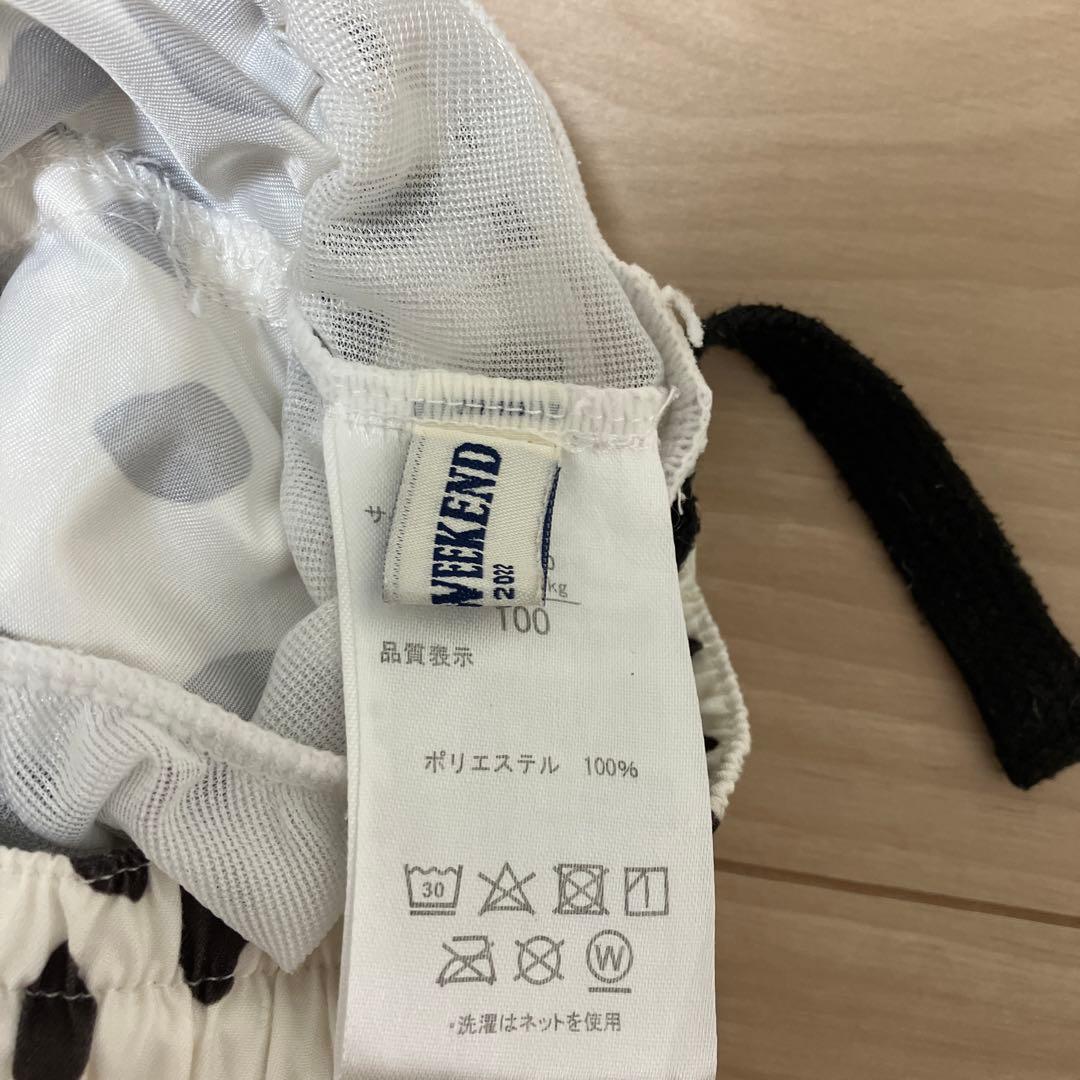 WEEKEND
2022
サ
kg
100
品質表示
ポリエステル 100%
30
W
・洗濯はネットを使用